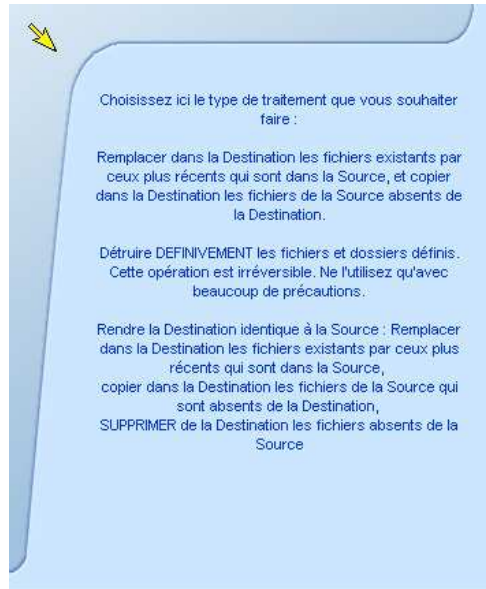 Choisissez ici le type de traitement que vous souhaiter
faire :
Remplacer dans la Destination les fichiers existants par
ceux plus récents qui sont dans la Source, et copier
dans la Destination les fichiers de la Source absents de
la Destination.
Détruire DEFINIVEMENT les fichiers et dossiers définis.
Cette opération est irréversible. Ne l'utilisez qu'avec
beaucoup de précautions.
Rendre la Destination identique à la Source : Remplacer
dans la Destination les fichiers existants par ceux plus
récents qui sont dans la Source,
copier dans la Destination les fichiers de la Source qui
sont absents de la Destination,
SUPPRIMER de la Destination les fichiers absents de la
Source